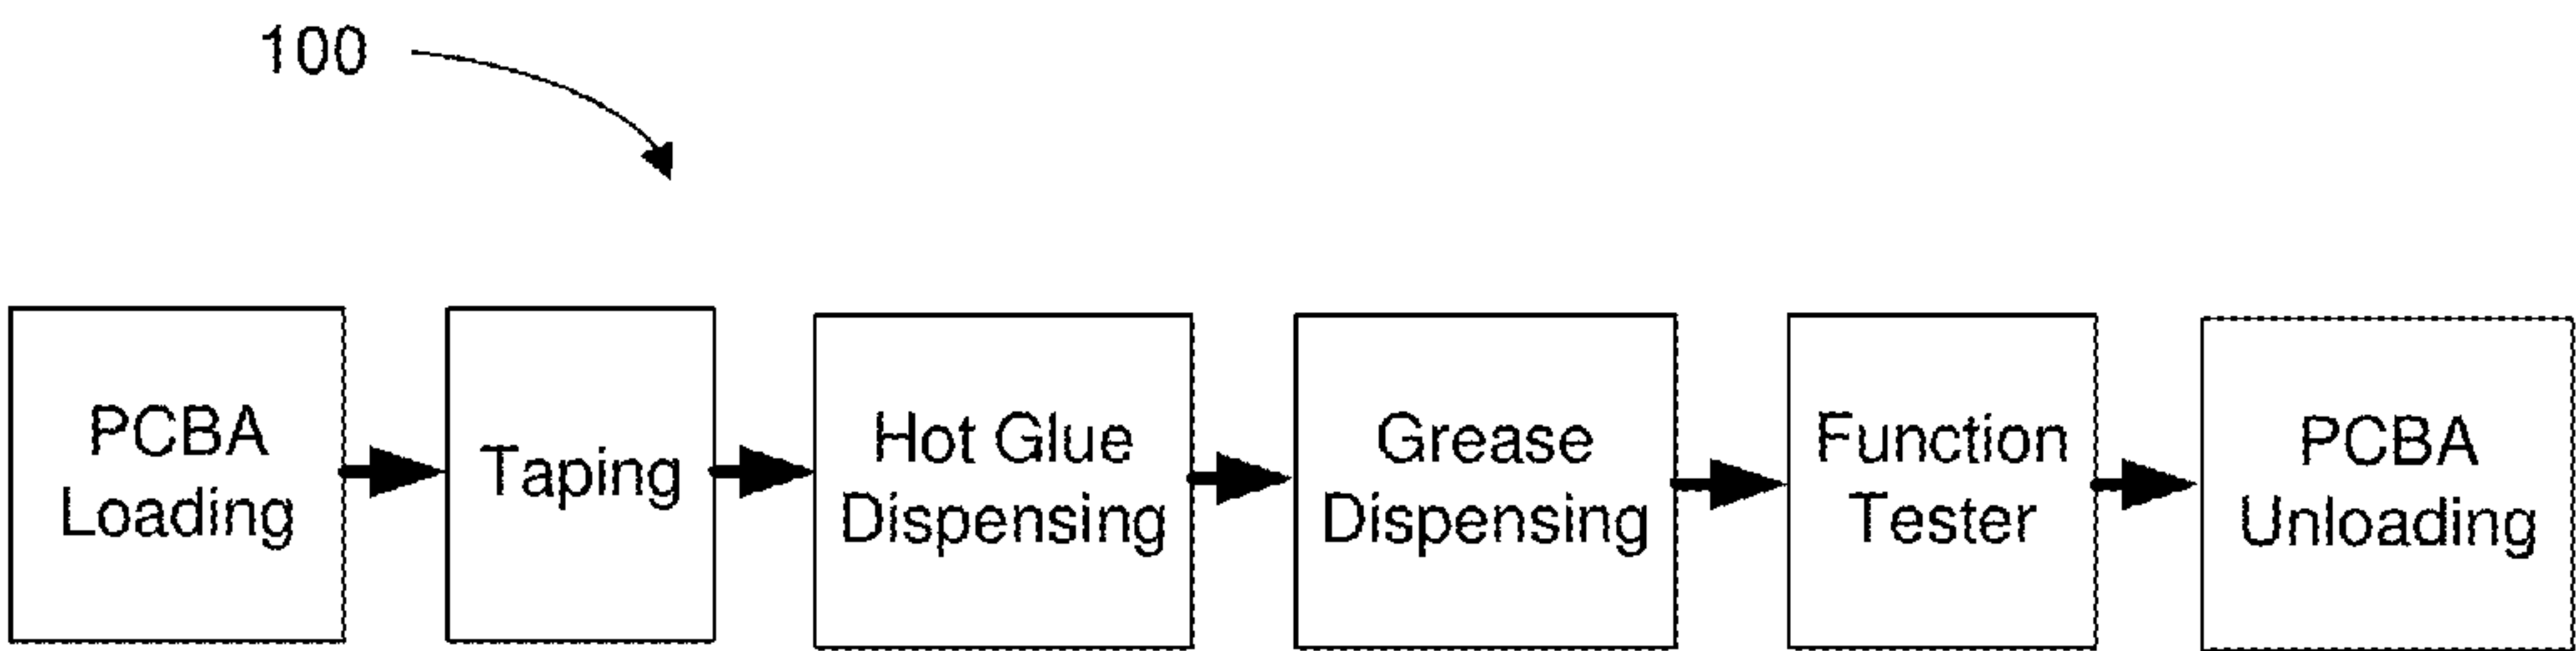 100
PCBA
Loading
Taping
Hot Glue
Dispensing
Grease
Dispensing
Function
Tester
PCBA
Unloading